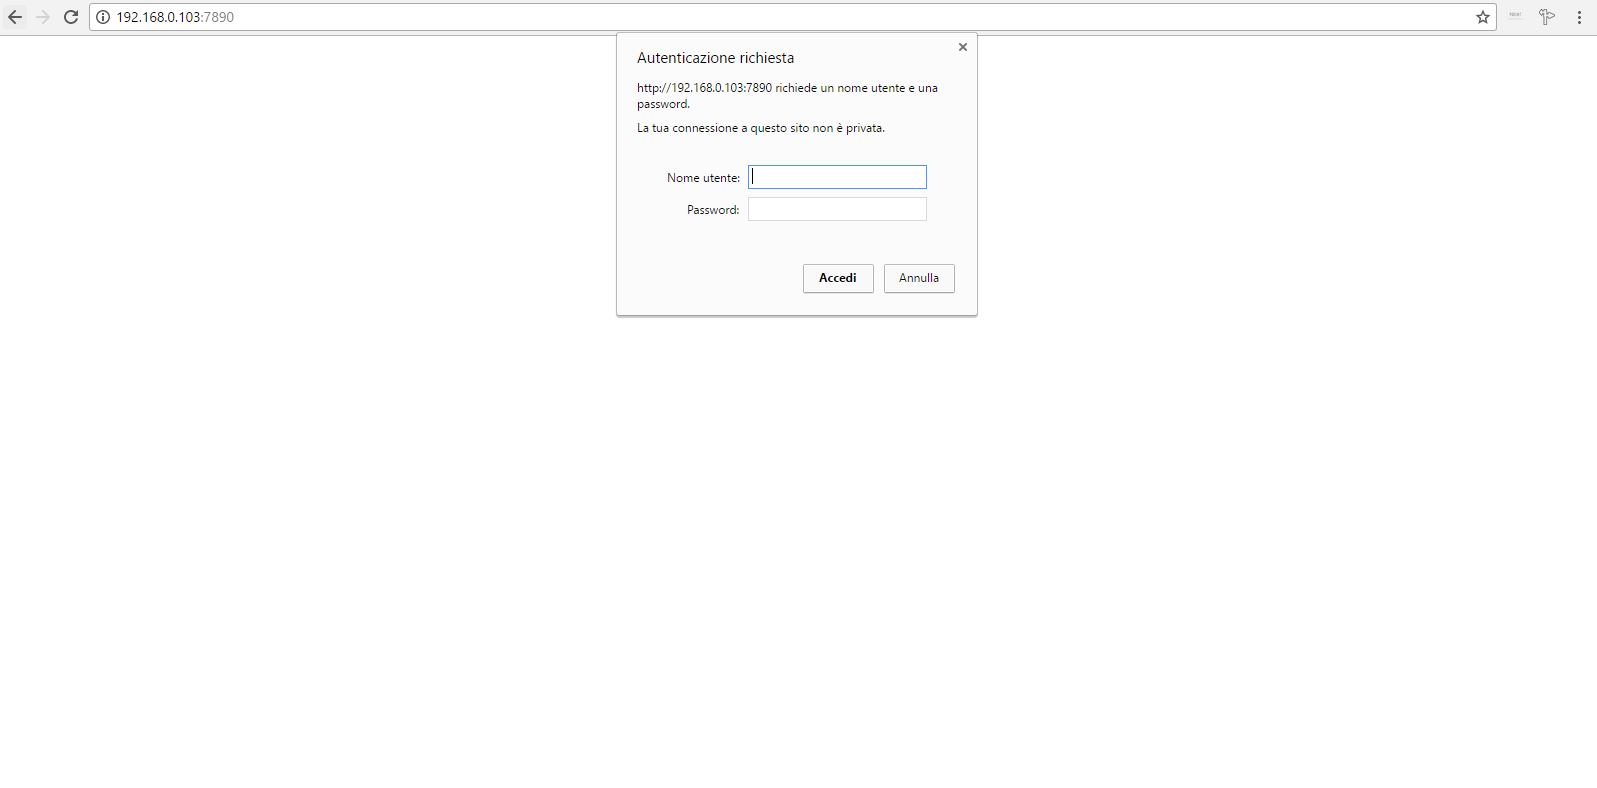 192.168.0.103:7890
Autenticazione richiesta
http://192.168.0.103:7890 richiede un nome utente e una
password.
La tua connessione a questo sito non è privata.
Nome utente:
Password:
Accedi Annulla